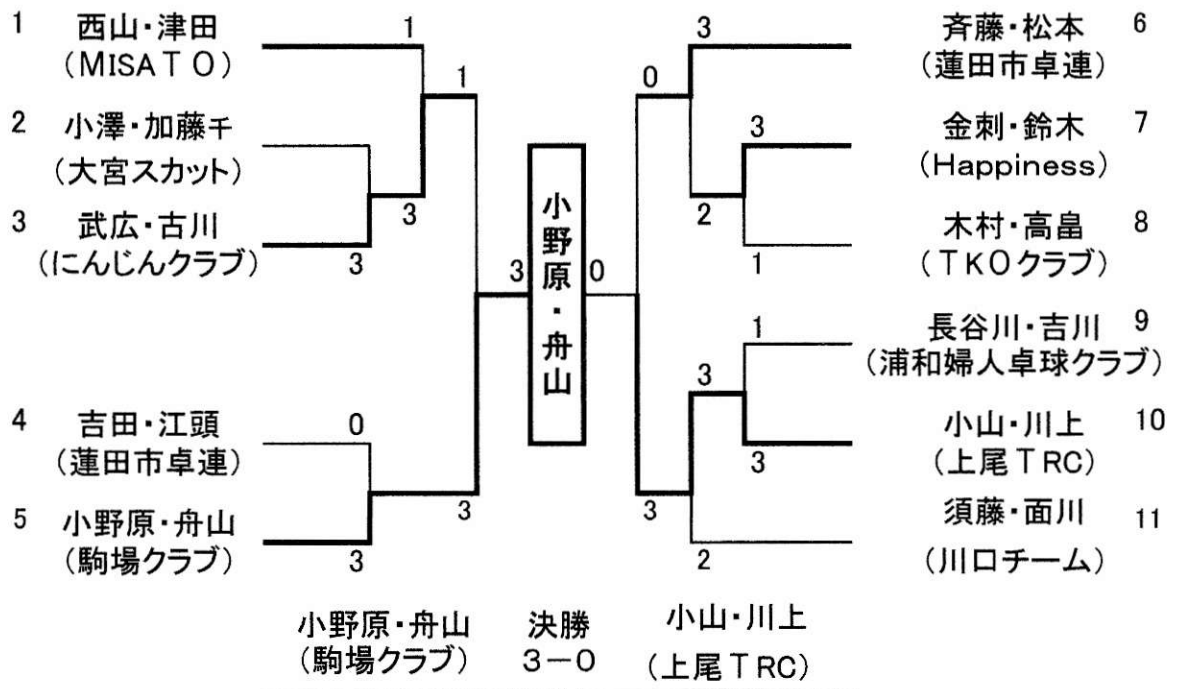 1 西山・津田
(MISATO)
2 小澤・加藤千
(大宮スカット)
3 武広・古川
(にんじんクラブ)
4 吉田・江頭
(蓮田市卓連)
5 小野原・舟山
(駒場クラブ)
1
1
3
3
0
3
3
3
小野原・舟山
0
0
3
3
2
1
1
3
3
3
2
斉藤・松本 6
(蓮田市卓連)
金刺・鈴木 7
(Happiness)
木村・高畠 8
(TKOクラブ)
長谷川・吉川 9
(浦和婦人卓球クラブ)
小山・川上 10
(上尾TRC)
須藤・面川 11
(川口チーム)
小野原・舟山 決勝 小山・川上
(駒場クラブ) 3－0 (上尾TRC)